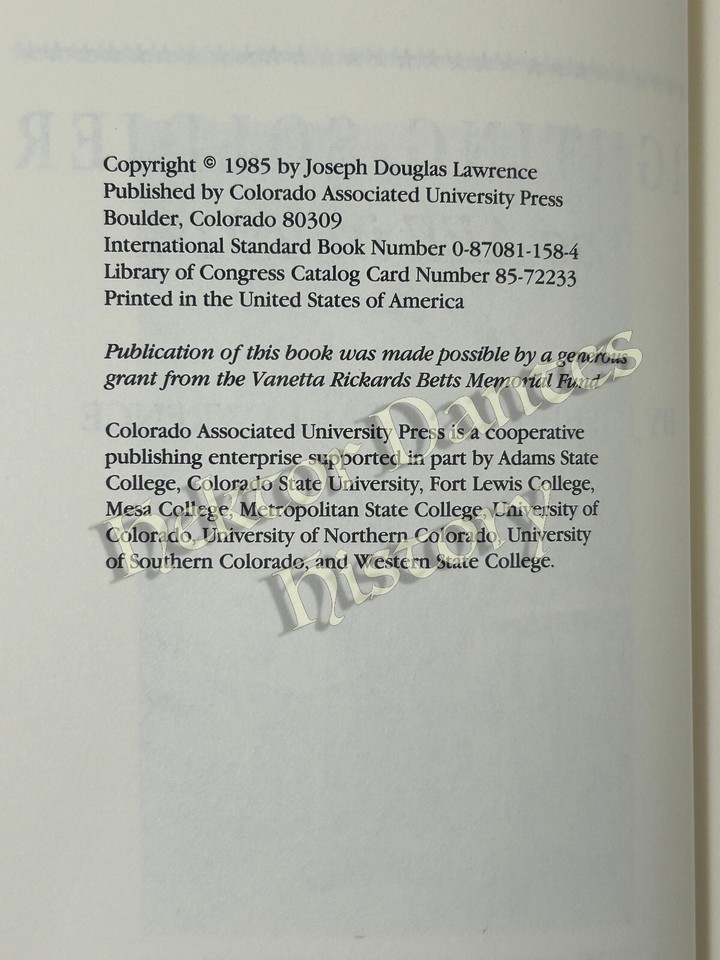 Copyright © 1985 by Joseph Douglas Lawrence
Published by Colorado Associated University Press
Boulder, Colorado 80309
International Standard Book Number 0-87081-158-4
Library of Congress Catalog Card Number 85-72233
Printed in the United States of America
Publication of this book was made possible by a generous
grant from the Vanetta Rickards Betts Memorial Fund
Colorado Associated University Press is a cooperative
publishing enterprise supported in part by Adams State
College, Colorado State University, Fort Lewis College,
Mesa College, Metropolitan State College, University of
Colorado, University of Northern Colorado, University
of Southern Colorado, and Western State College.
Hektor Dantes
History